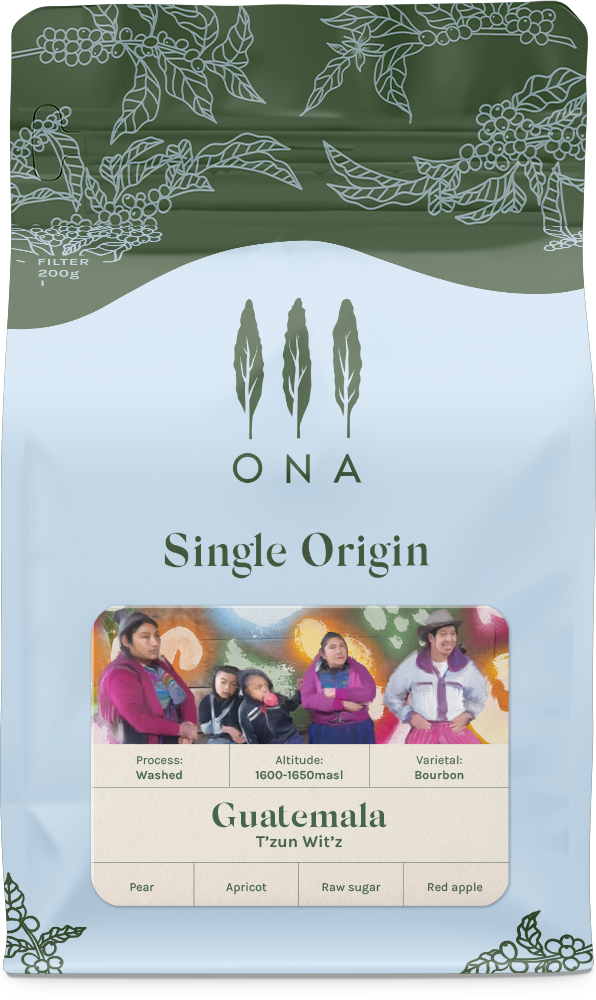 FILTER
200g
ONA
Single Origin
Process:
Washed
Altitude:
1600-1650masl
Varietal:
Bourbon
Guatemala
T’zun Wit’z
Pear
Apricot
Raw sugar
Red apple